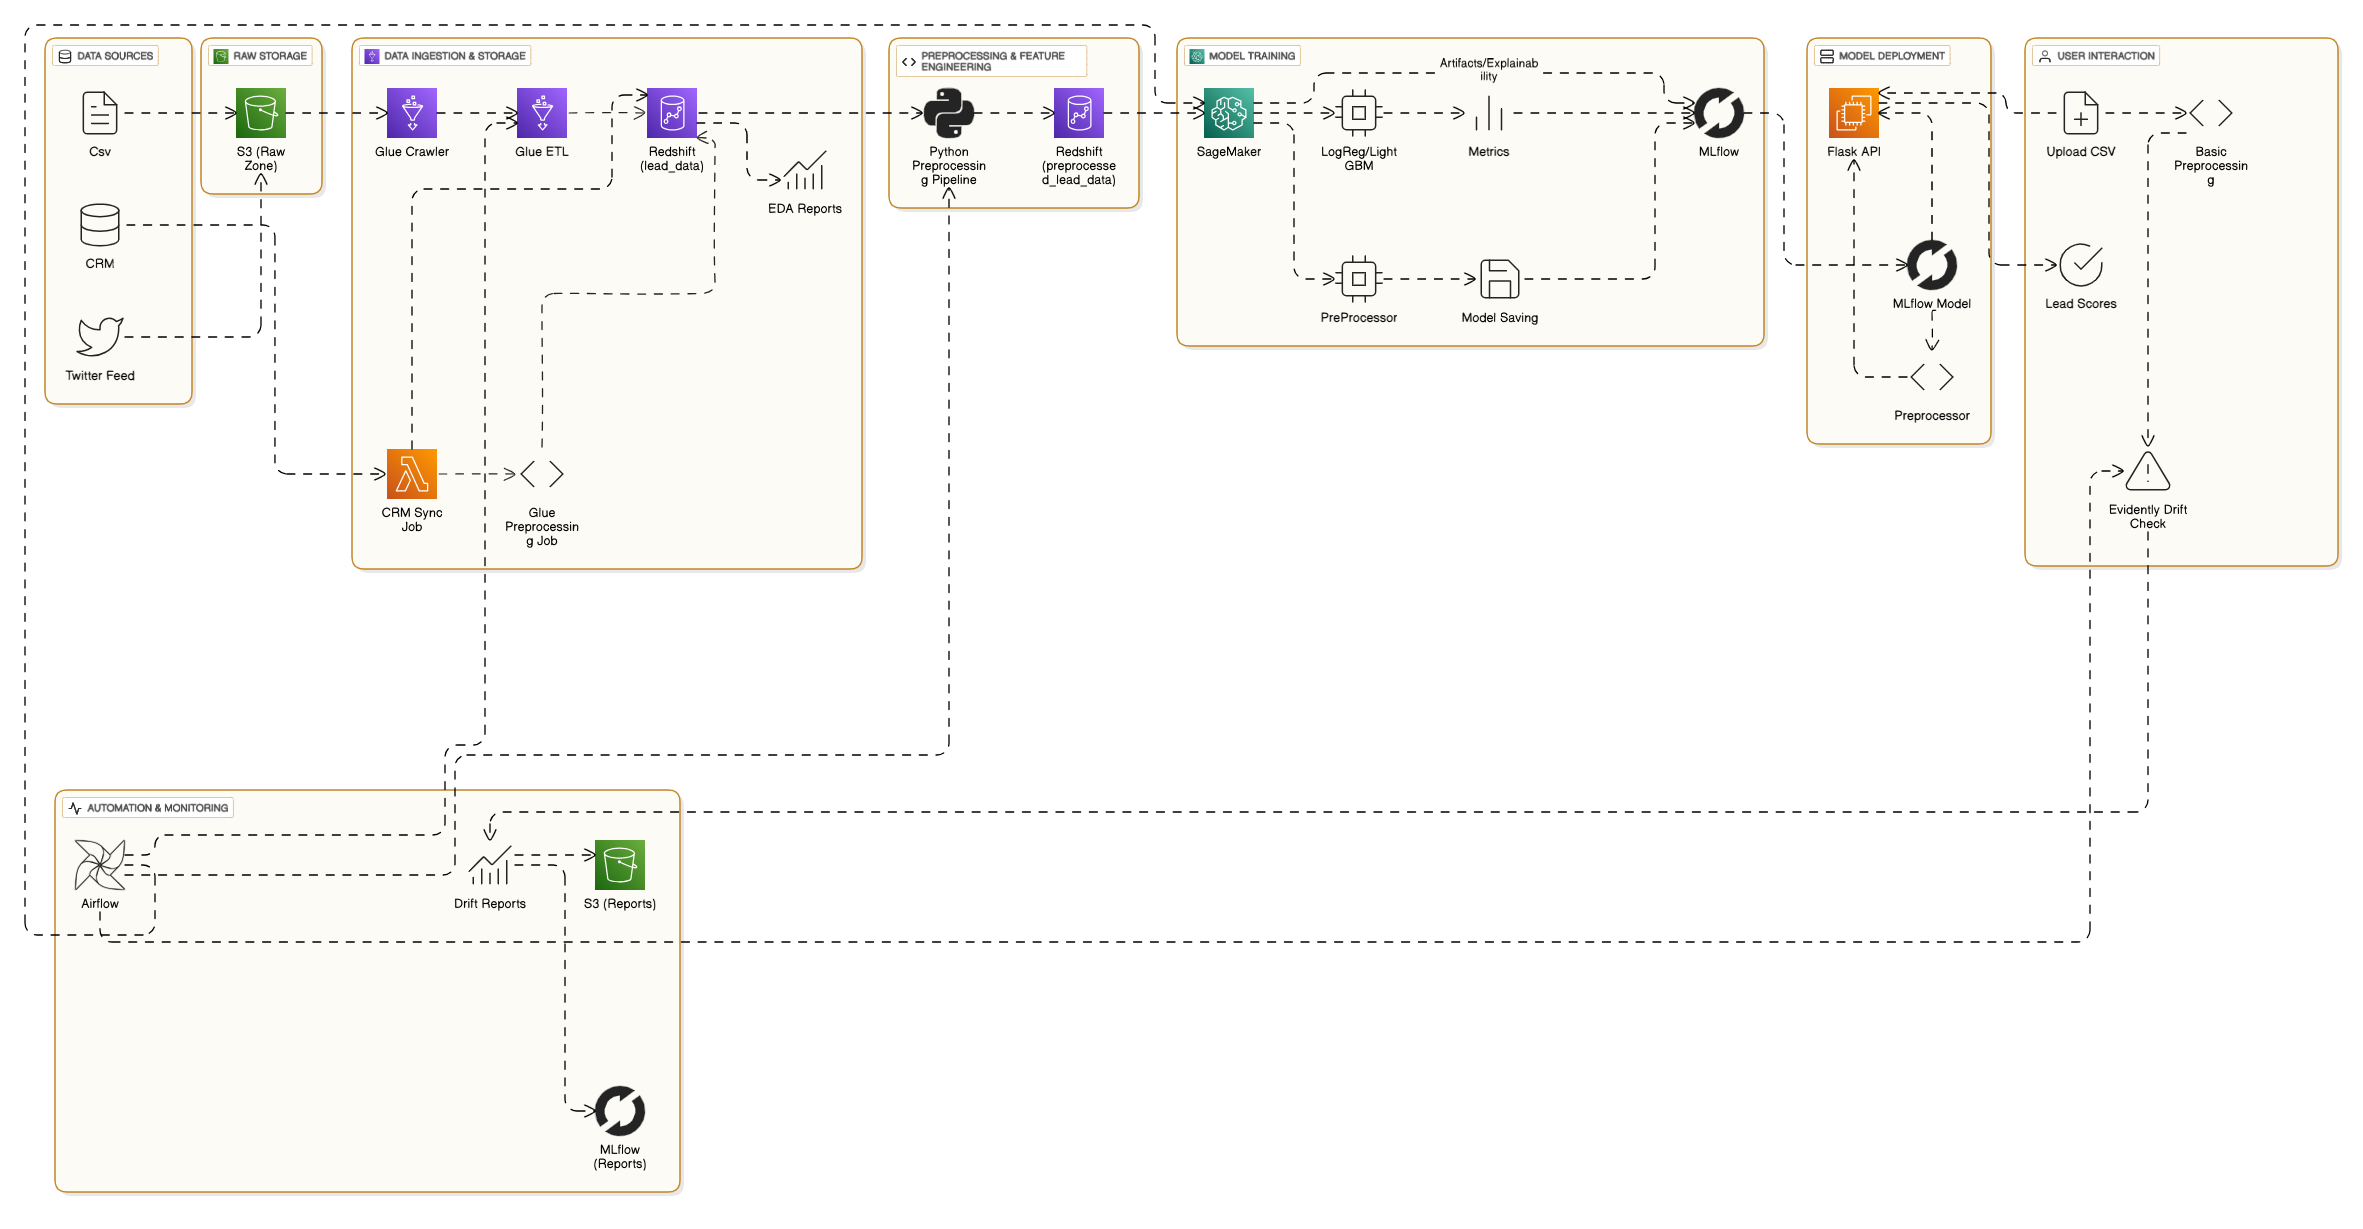 DATA SOURCES
Csv
CRM
Twitter Feed
RAW STORAGE
S3 (Raw
Zone)
DATA INGESTION & STORAGE
Glue Crawler
Glue ETL
Redshift
(lead_data)
EDA Reports
CRM Sync
Job
Glue
Preprocessin
g Job
PREPROCESSING & FEATURE
ENGINEERING
Python
Preprocessin
g Pipeline
Redshift
(preprocesse
d_lead_data)
MODEL TRAINING
Artifacts/Explainab
ility
SageMaker
LogReg/Light
GBM
Metrics
MLflow
PreProcessor
Model Saving
MODEL DEPLOYMENT
Flask API
MLflow Model
Preprocessor
USER INTERACTION
Upload CSV
Basic
Preprocessin
g
Lead Scores
Evidently Drift
Check
AUTOMATION & MONITORING
Airflow
Drift Reports
S3 (Reports)
MLflow
(Reports)